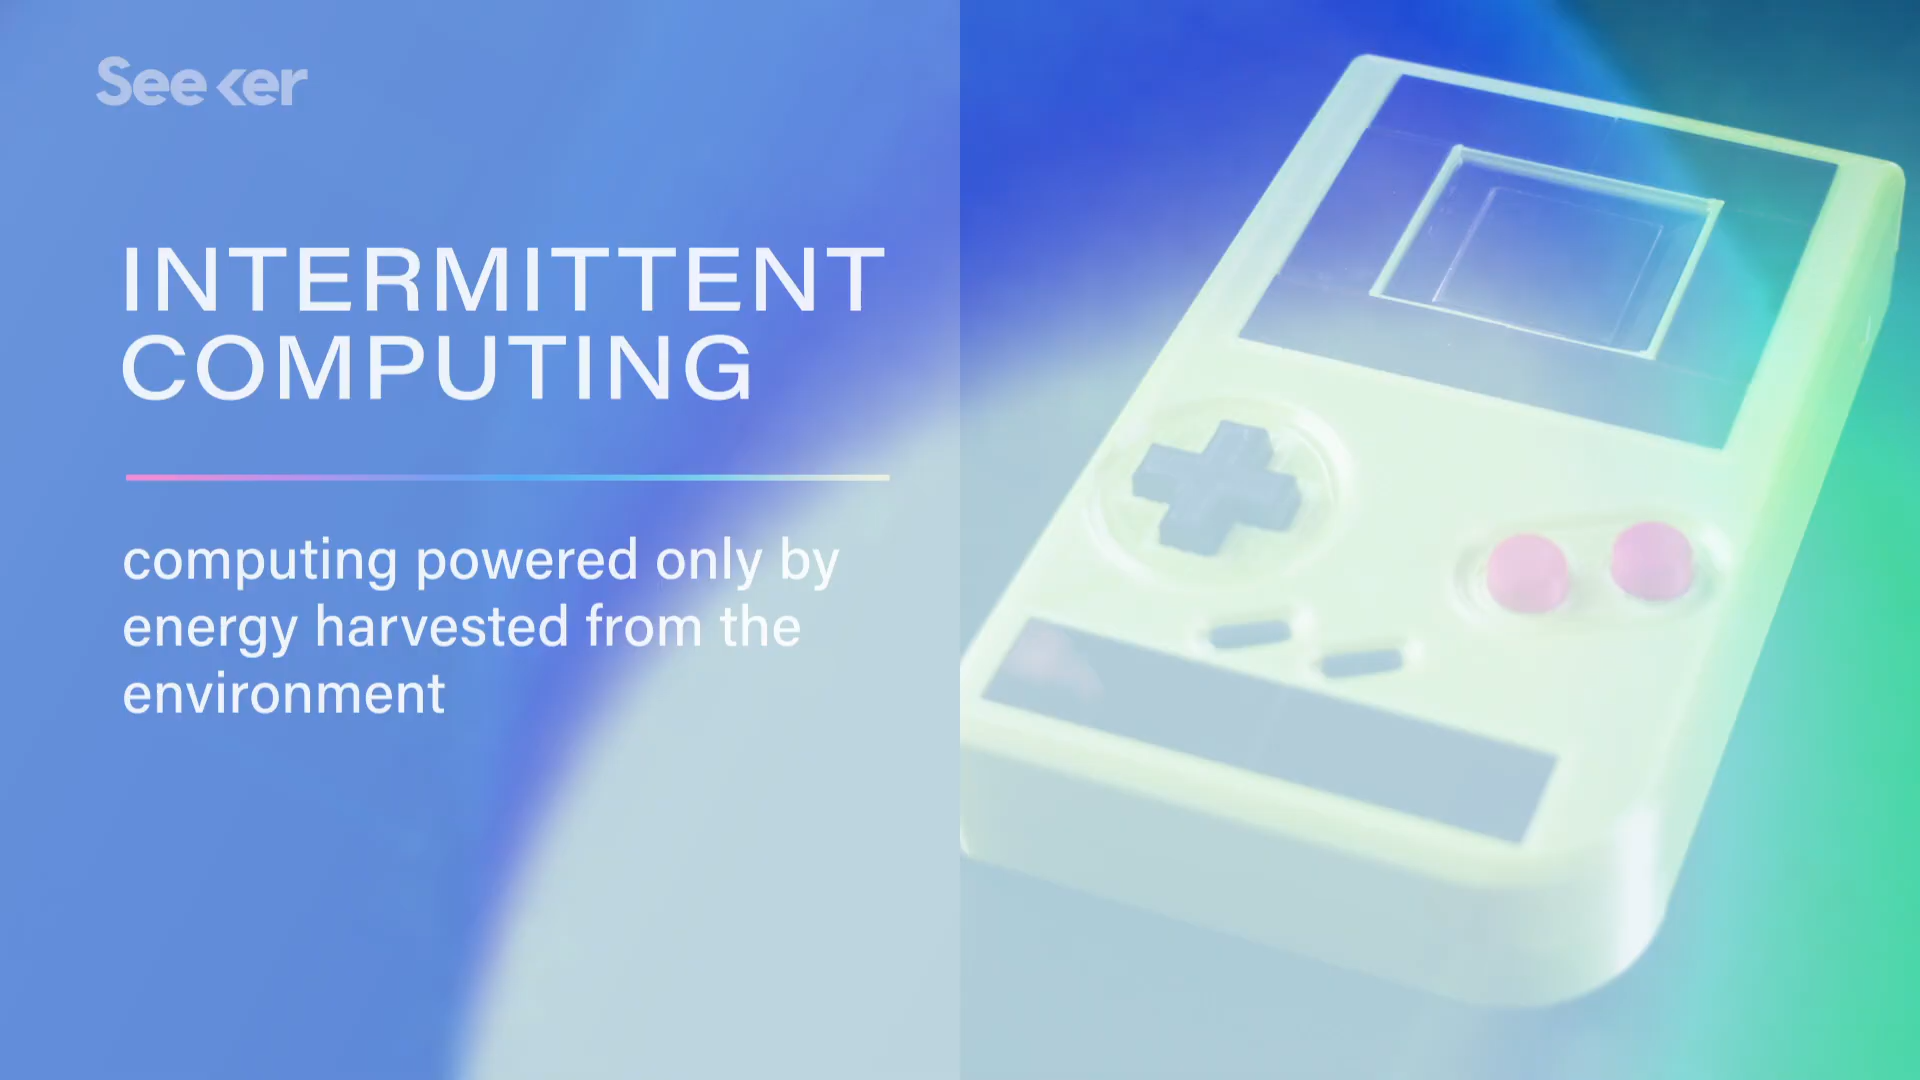 Seeker
INTERMITTENT
COMPUTING
computing powered only by
energy harvested from the
environment